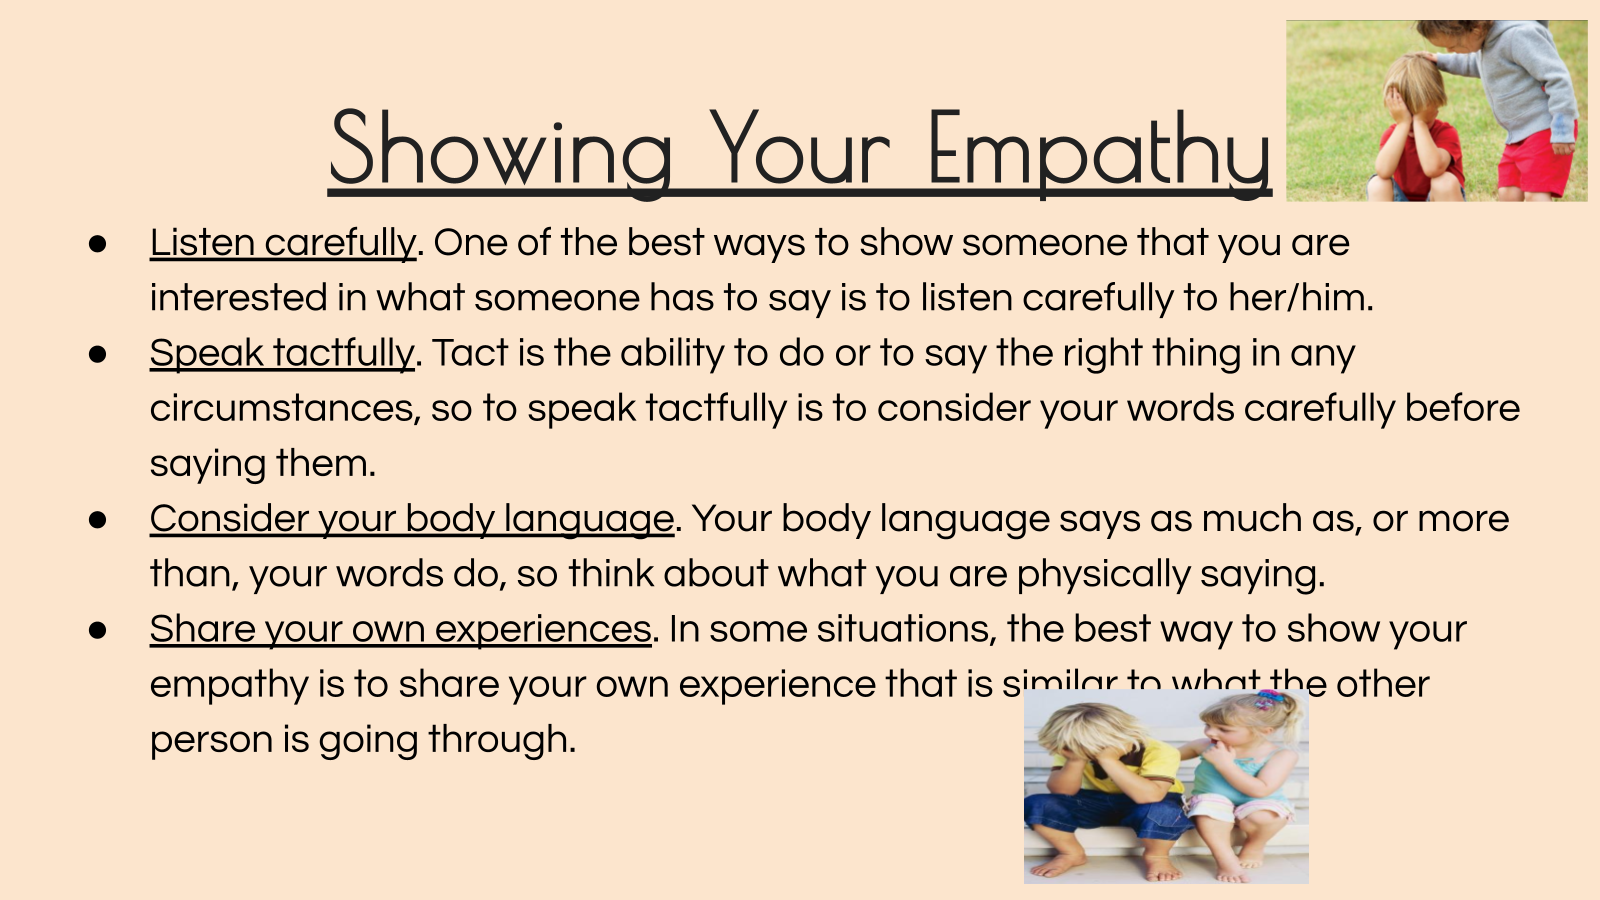 Showing Your Empathy
● Listen carefully. One of the best ways to show someone that you are
interested in what someone has to say is to listen carefully to her/him.
● Speak tactfully. Tact is the ability to do or to say the right thing in any
circumstances, so to speak tactfully is to consider your words carefully before
saying them.
● Consider your body language. Your body language says as much as, or more
than, your words do, so think about what you are physically saying.
● Share your own experiences. In some situations, the best way to show your
empathy is to share your own experience that is similar to what the other
person is going through.